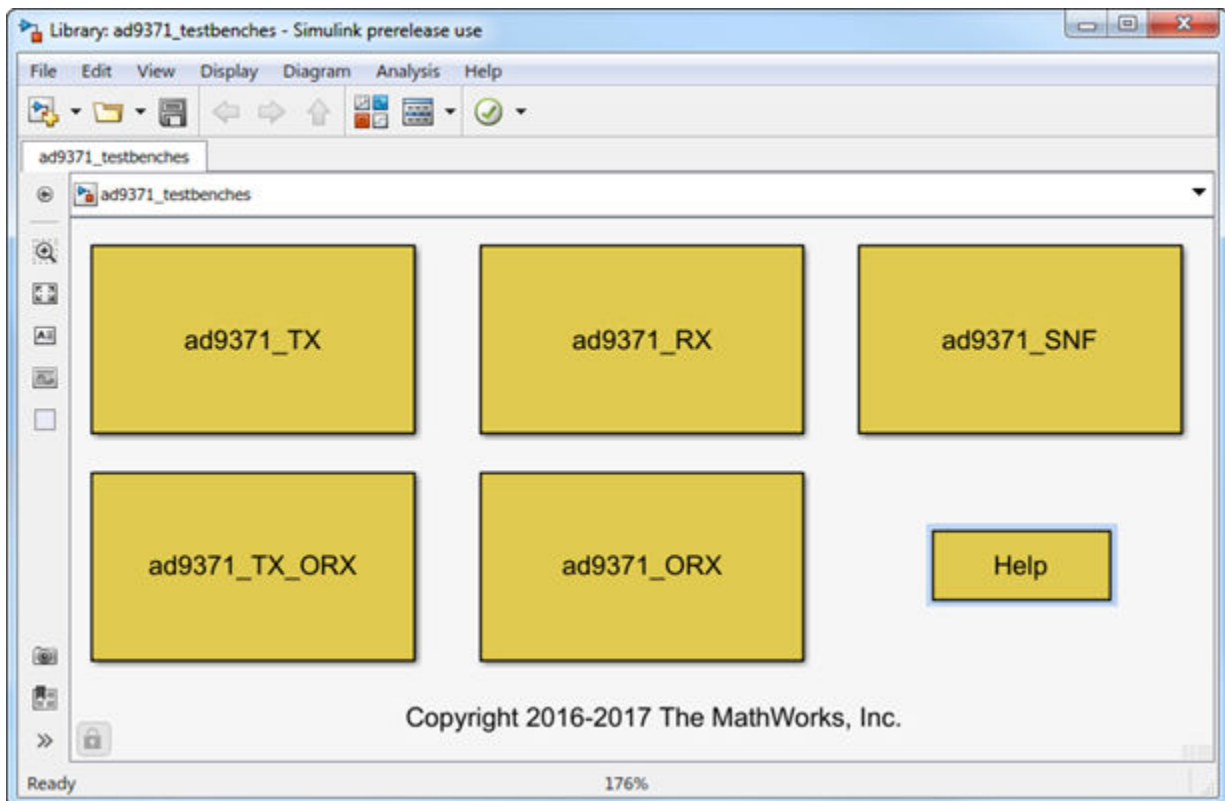 Library: ad9371_testbenches - Simulink prerelease use
File Edit View Display Diagram Analysis Help
ad9371_testbenches
ad9371_testbenches
ad9371_TX ad9371_RX ad9371_SNF
ad9371_TX_ORX ad9371_ORX Help
Copyright 2016-2017 The MathWorks, Inc.
Ready 176%